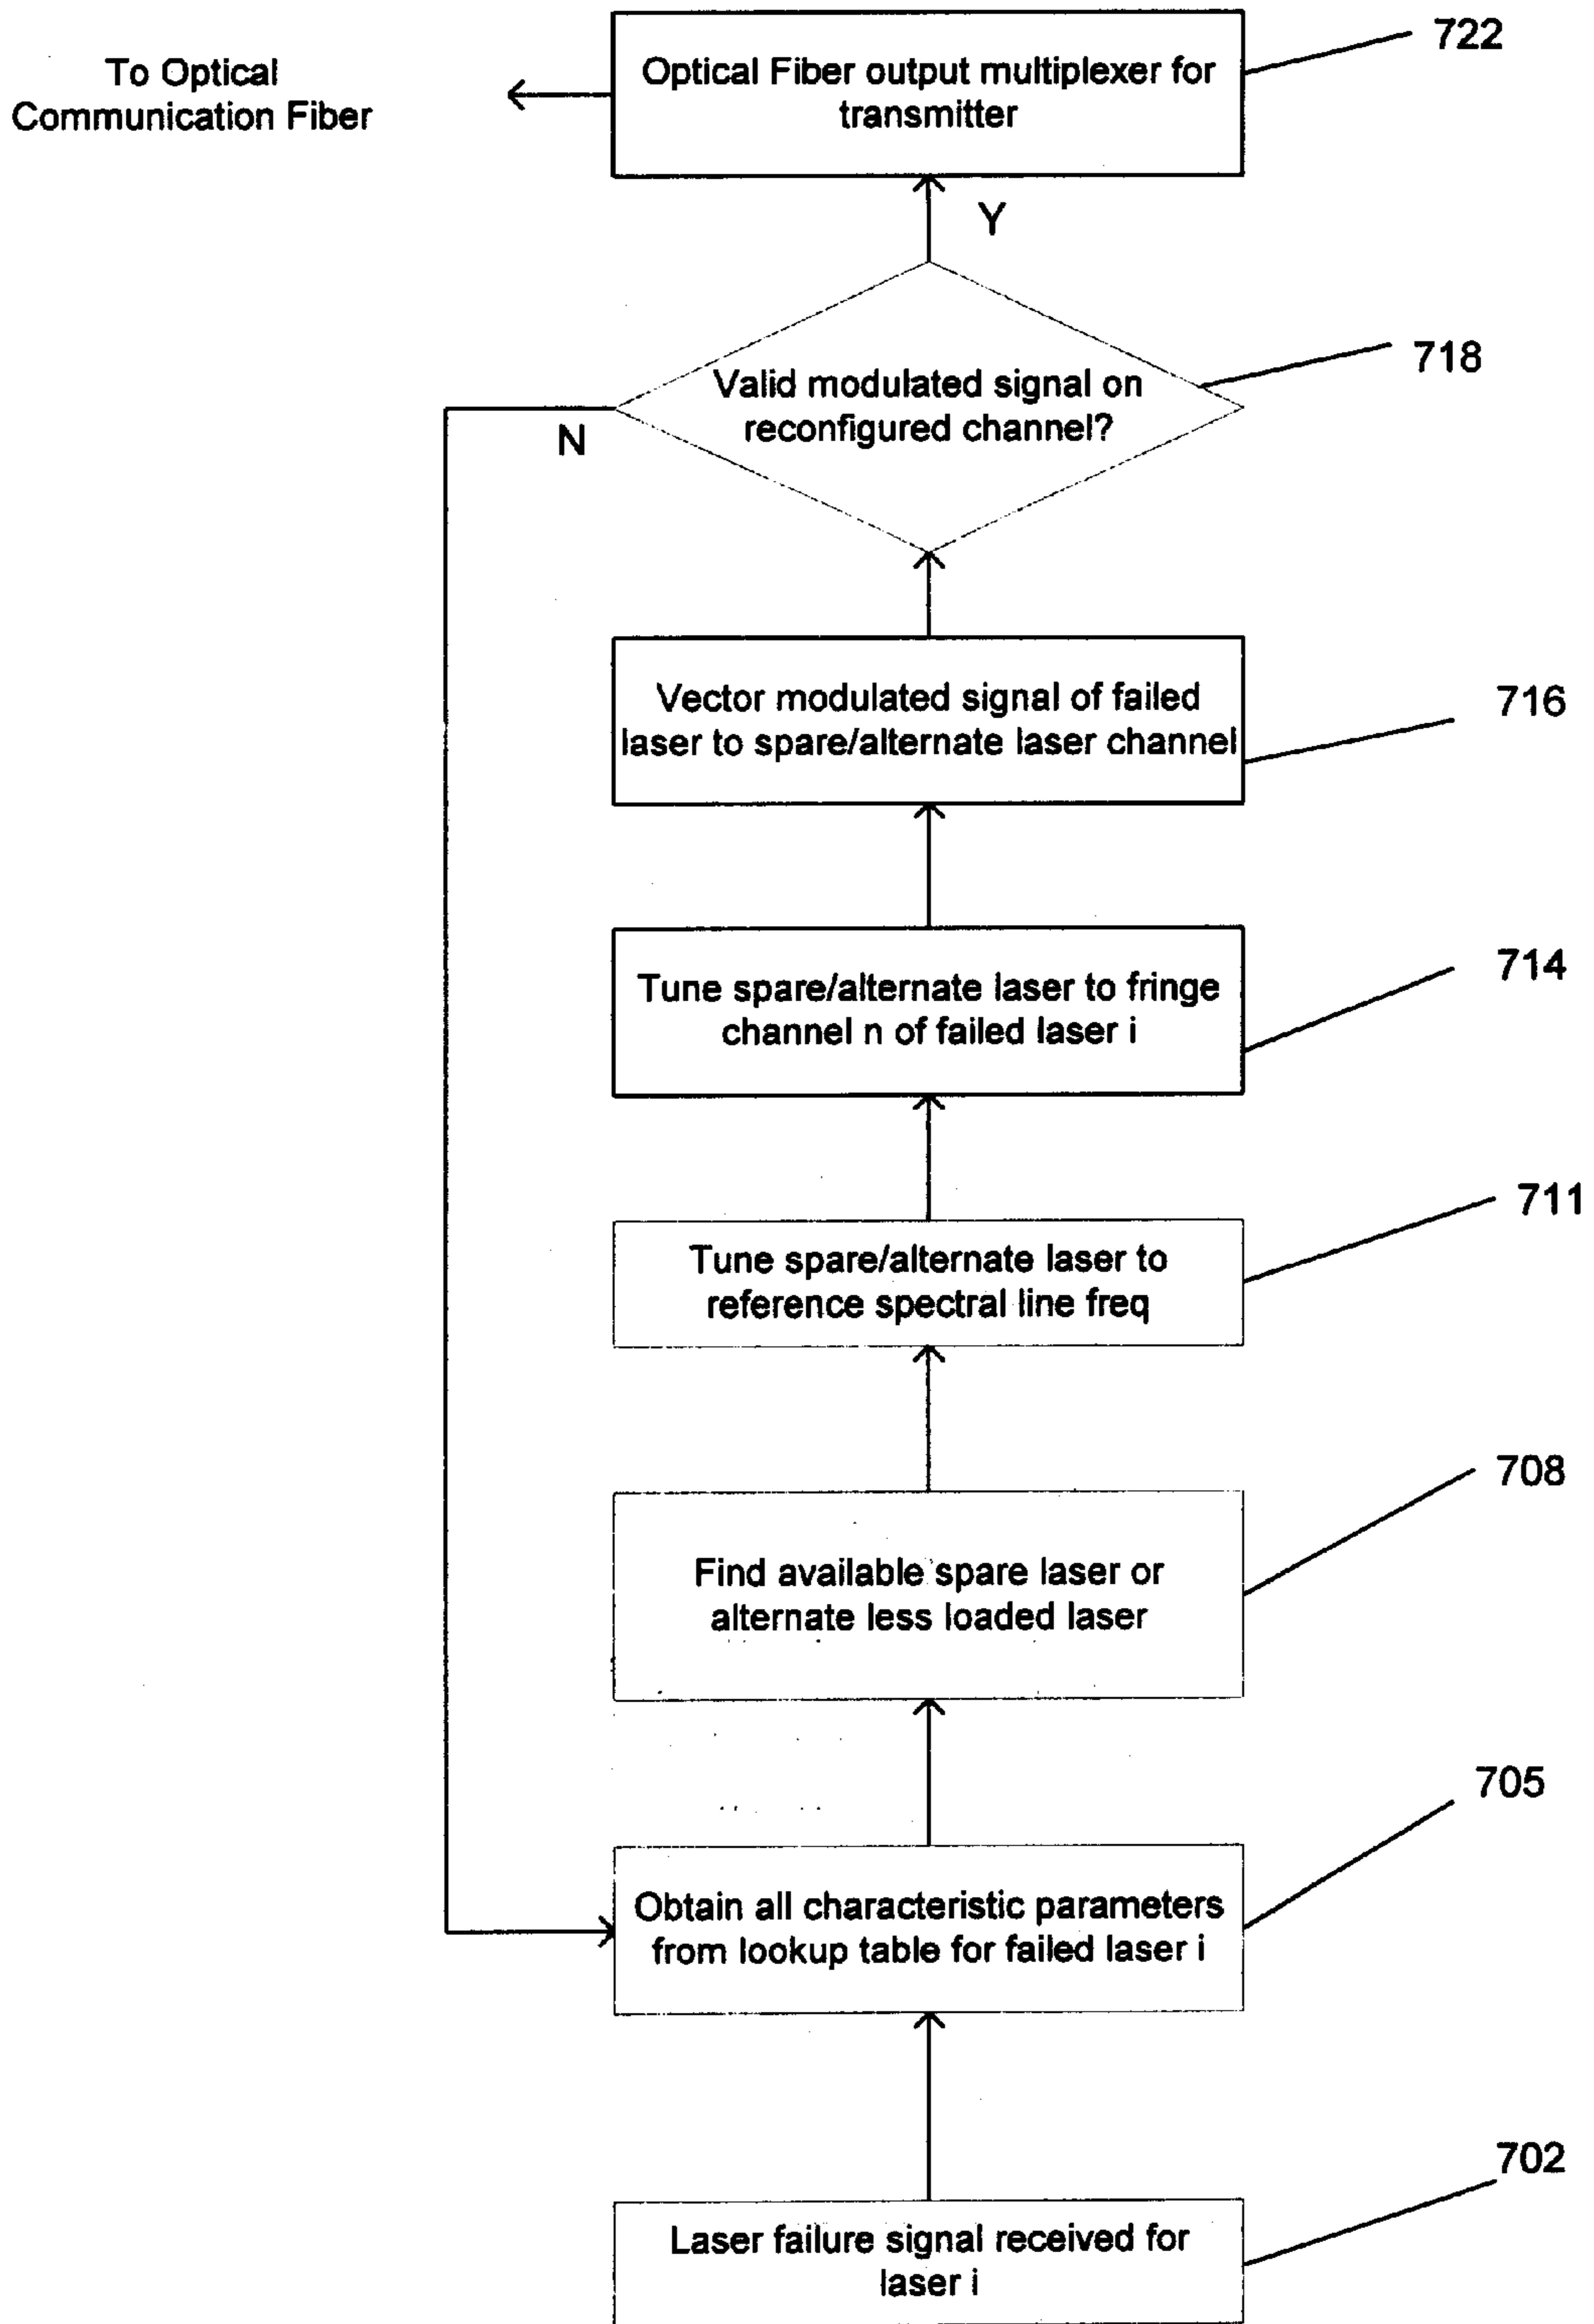 722
To Optical
Communication Fiber
Optical Fiber output multiplexer for
transmitter
Y
718
Valid modulated signal on
reconfigured channel?
N
716
Vector modulated signal of failed
laser to spare/alternate laser channel
714
Tune spare/alternate laser to fringe
channel n of failed laser i
711
Tune spare/alternate laser to
reference spectral line freq
708
Find available spare laser or
alternate less loaded laser
705
Obtain all characteristic parameters
from lookup table for failed laser i
702
Laser failure signal received for
laser i